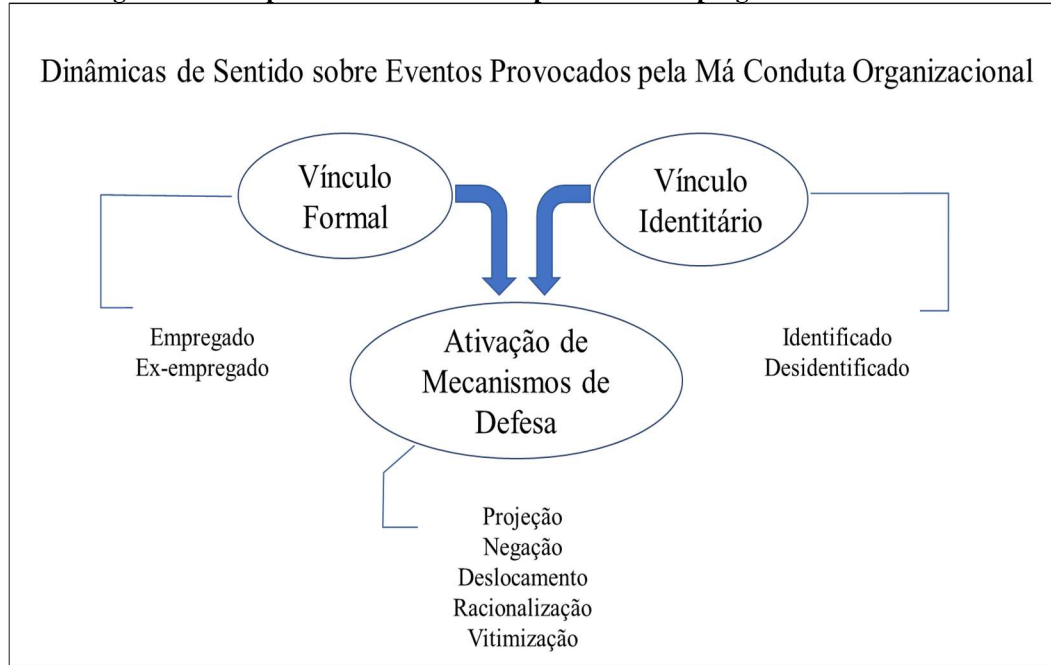 Dinâmicas de Sentido sobre Eventos Provocados pela Má Conduta Organizacional
Vínculo
Formal
Vínculo
Identitário
Empregado
Ex-empregado
Ativação de
Mecanismos de
Defesa
Identificado
Desidentificado
Projeção
Negação
Deslocamento
Racionalização
Vitimização